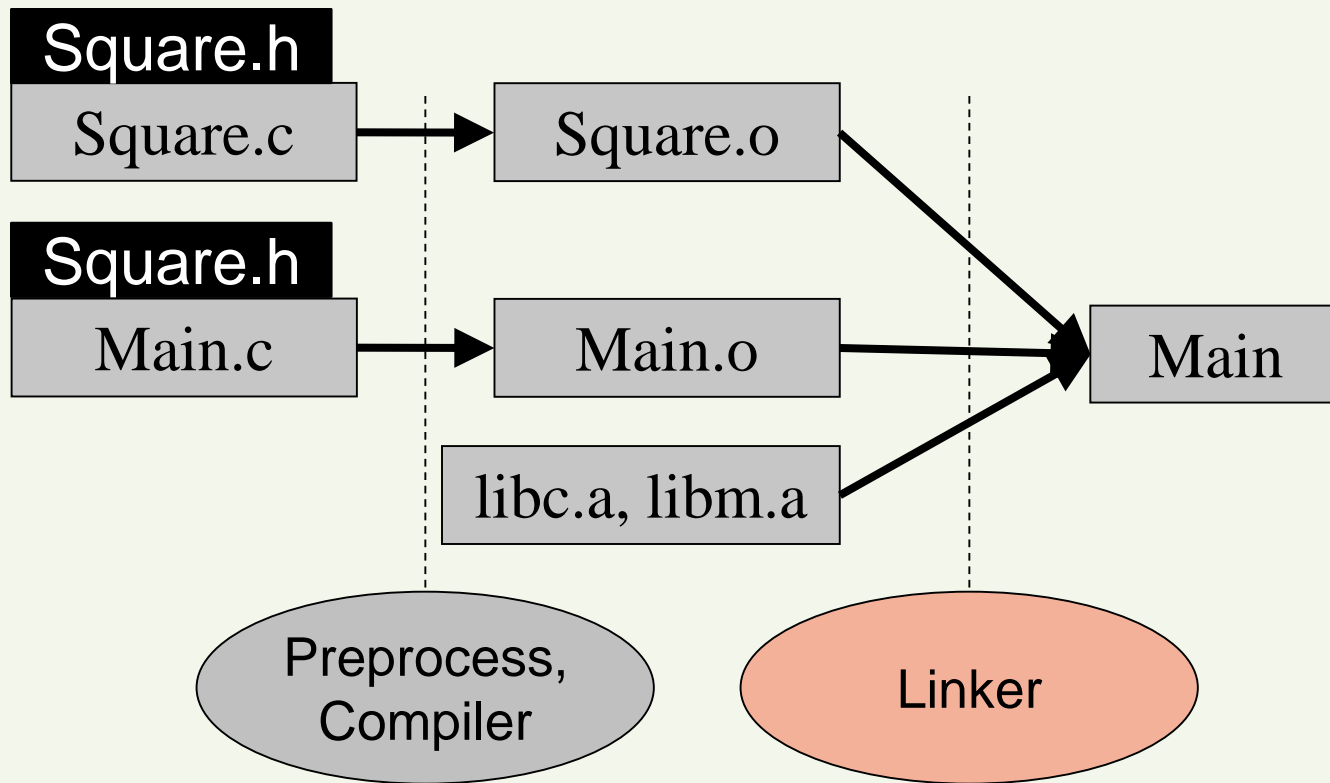 Square.h
Square.c
Square.o
Square.h
Main.c
Main.o
Main
libc.a, libm.a
Preprocess,
Compiler
Linker